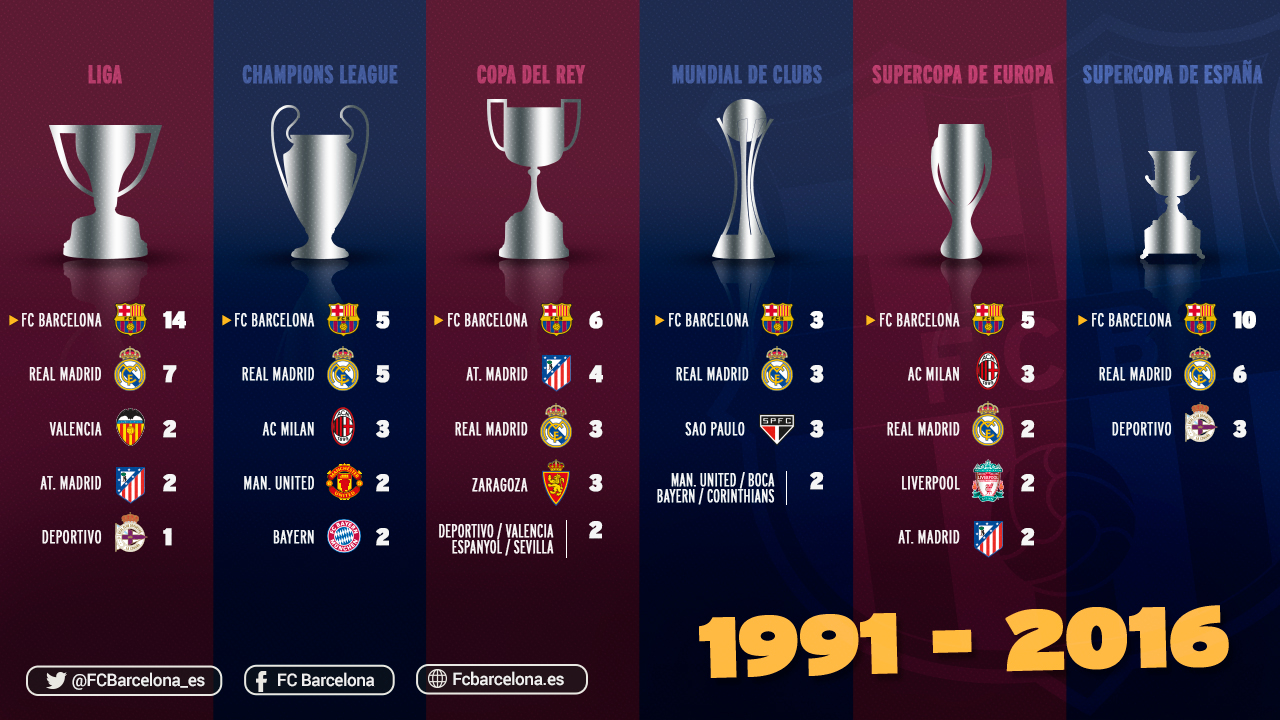 LIGA
FC BARCELONA 14
REAL MADRID 7
VALENCIA 2
AT. MADRID 2
DEPORTIVO 1
CHAMPIONS LEAGUE
FC BARCELONA 5
REAL MADRID 5
AC MILAN 3
MAN. UNITED 2
BAYERN 2
COPA DEL REY
FC BARCELONA 6
AT. MADRID 4
REAL MADRID 3
ZARAGOZA 3
DEPORTIVO / VALENCIA
ESPANYOL / SEVILLA
2
MUNDIAL DE CLUBS
FC BARCELONA 3
REAL MADRID 3
SAO PAULO SPFC 3
MAN. UNITED / BOCA
BAYERN / CORINTHIANS
2
SUPERCOPA DE EUROPA
FC BARCELONA 5
AC MILAN 3
REAL MADRID 2
LIVERPOOL 2
AT. MADRID 2
SUPERCOPA DE ESPAÑA
FC BARCELONA 10
REAL MADRID 6
DEPORTIVO 3
1991 - 2016
@FCBarcelona_es
FC Barcelona
Fcbarcelona.es